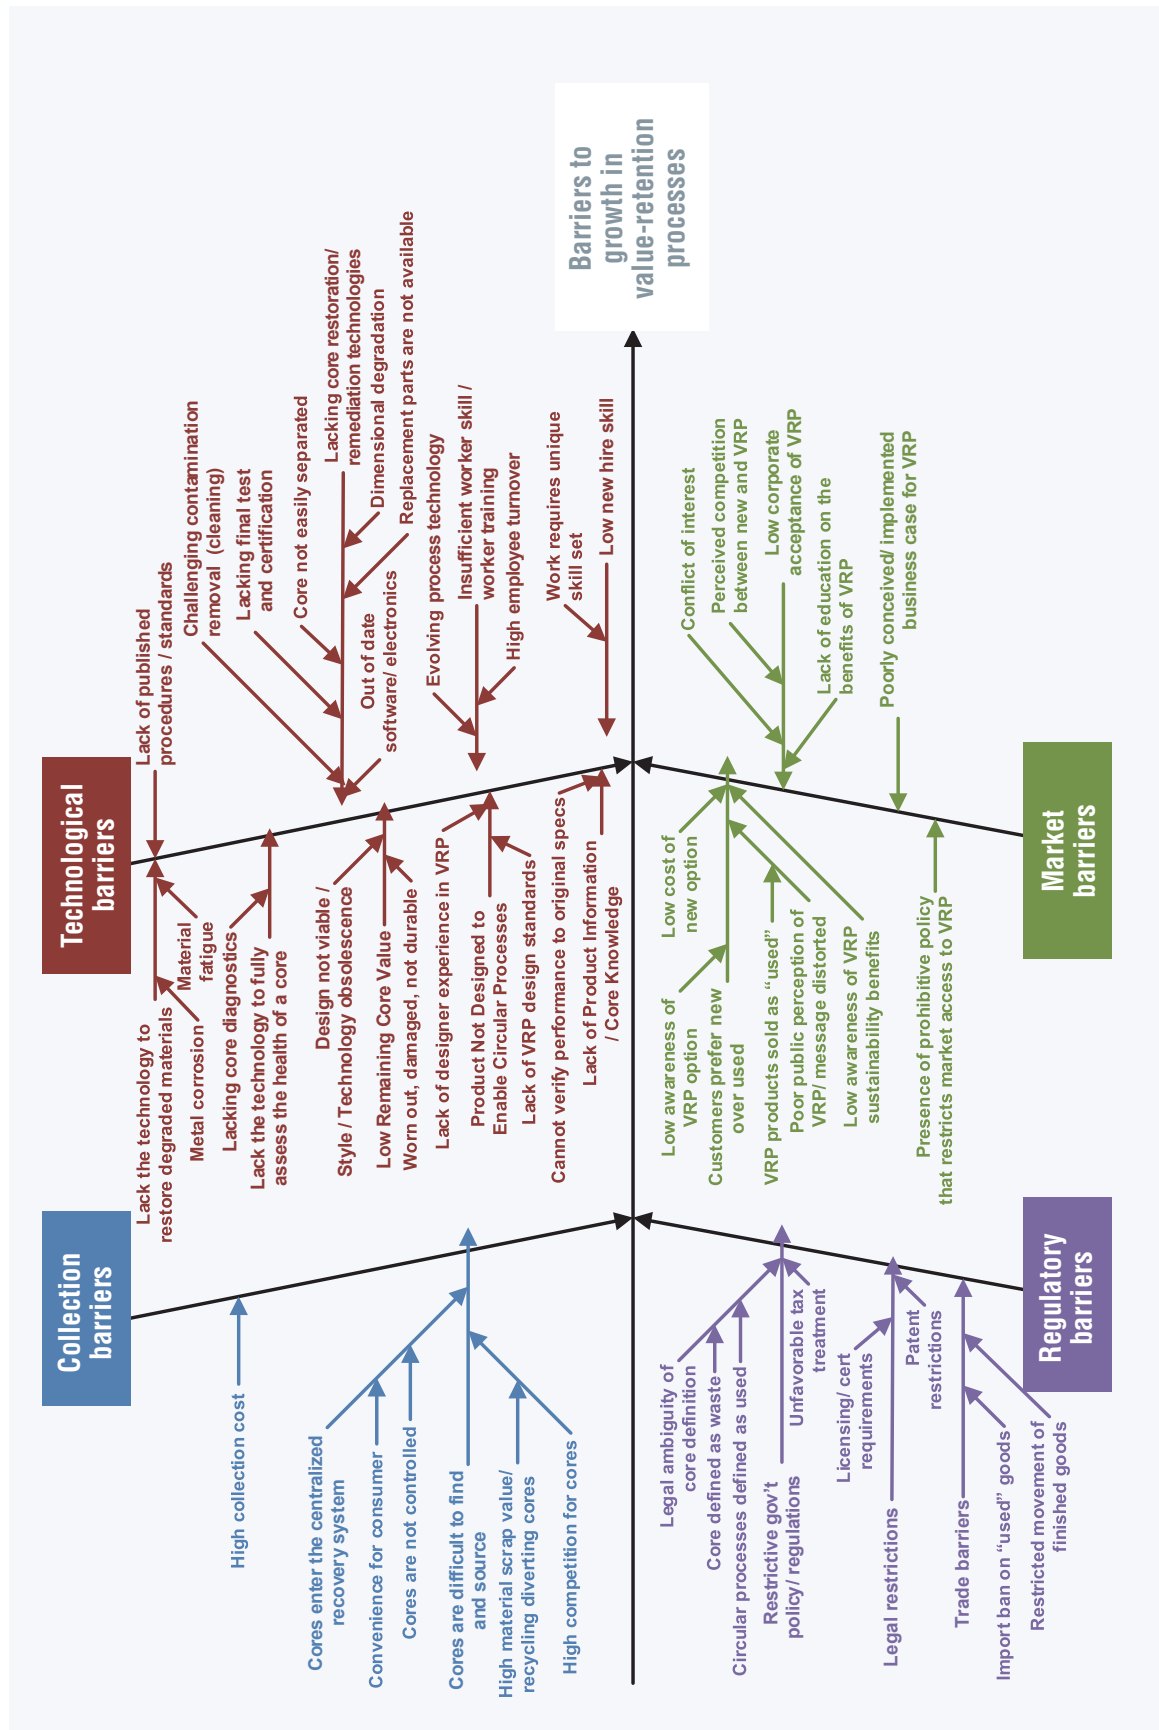 Collection
barriers
High collection cost
Cores enter the centralized
recovery system
Convenience for consumer
Cores are not controlled
Cores are difficult to find
and source
High material scrap value/
recycling diverting cores
High competition for cores
Technological
barriers
Lack the technology to
restore degraded materials
Metal corrosion
Material
fatigue
Lacking core diagnostics
Lack the technology to fully
assess the health of a core
Design not viable /
Style / Technology obsolescence
Low Remaining Core Value
Worn out, damaged, not durable
Lack of designer experience in VRP
Product Not Designed to
Enable Circular Processes
Lack of VRP design standards
Cannot verify performance to original specs
Lack of Product Information
/ Core Knowledge
Lack of published
procedures / standards
Challenging contamination
removal (cleaning)
Lacking final test
and certification
Core not easily separated
Lacking core restoration/
remediation technologies
Dimensional degradation
Replacement parts are not available
Out of date
software/ electronics
Evolving process technology
Insufficient worker skill /
worker training
High employee turnover
Work requires unique
skill set
Low new hire skill
Barriers to
growth in
value-retention
processes
Legal ambiguity of
core definition
Core defined as waste
Circular processes defined as used
Restrictive gov’t
policy/ regulations
Unfavorable tax
treatment
Licensing/ cert
requirements
Legal restrictions
Patent
restrictions
Trade barriers
Import ban on “used” goods
Restricted movement of
finished goods
Regulatory
barriers
Low awareness of
VRP option
Low cost of
new option
Customers prefer new
over used
VRP products sold as “used”
Poor public perception of
VRP/ message distorted
Low awareness of VRP
sustainability benefits
Presence of prohibitive policy
that restricts market access to VRP
Conflict of interest
Perceived competition
between new and VRP
Low corporate
acceptance of VRP
Lack of education on the
benefits of VRP
Poorly conceived/ implemented
business case for VRP
Market
barriers